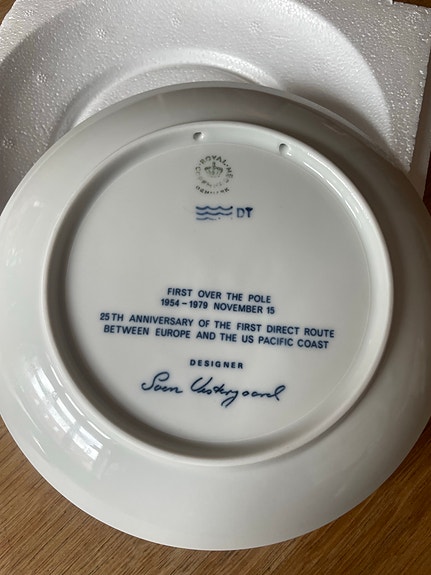 ROYAL
DENMARK
DT
FIRST OVER THE POLE
1954-1979 NOVEMBER 15
25TH ANNIVERSARY OF THE FIRST DIRECT ROUTE
BETWEEN EUROPE AND THE US PACIFIC COAST
DESIGNER
Sven Vestergaard